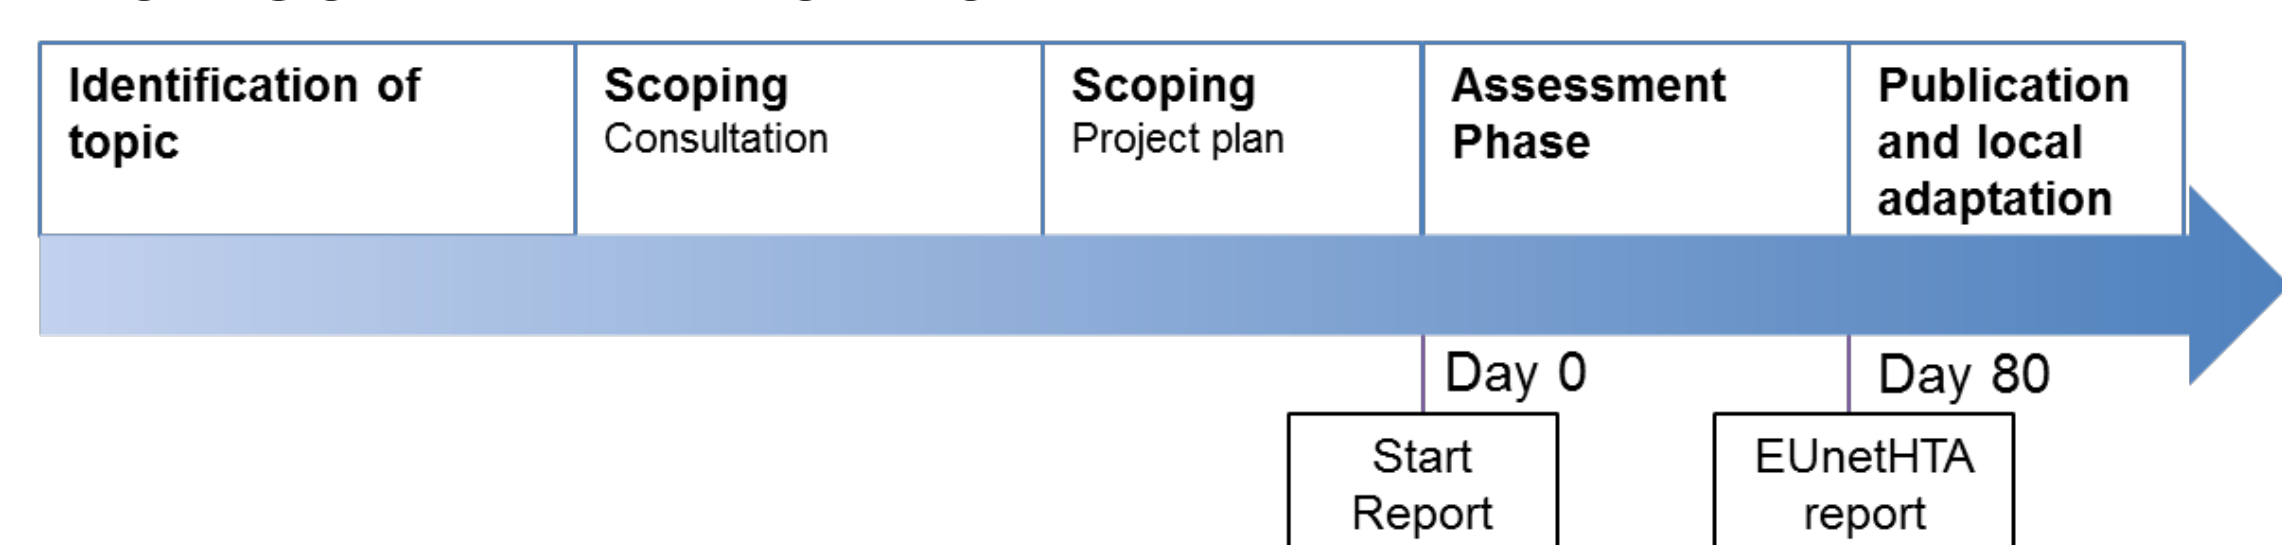 Identification of
topic
Scoping
Consultation
Scoping
Project plan
Assessment
Phase
Publication
and local
adaptation
Day 0
Day 80
Start
Report
EUnetHTA
report